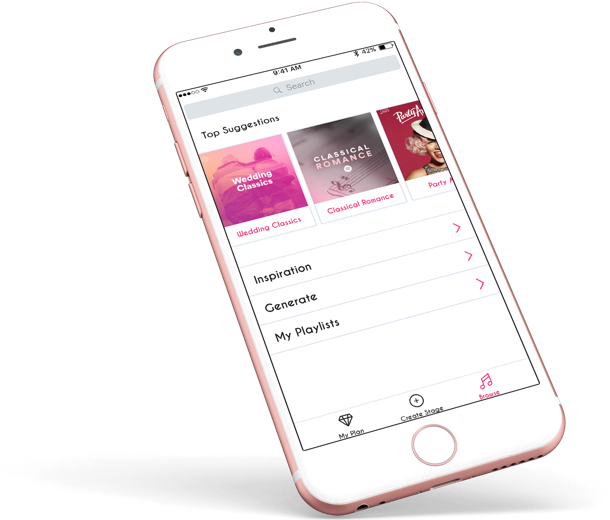 9:41 AM
42%
Search
Top Suggestions
Wedding
Classics
CLASSICAL
ROMANCE
Party
Wedding Classics
Classical Romance
Party A
Inspiration
Generate
My Playlists
My Plan
Create Stage
Browse